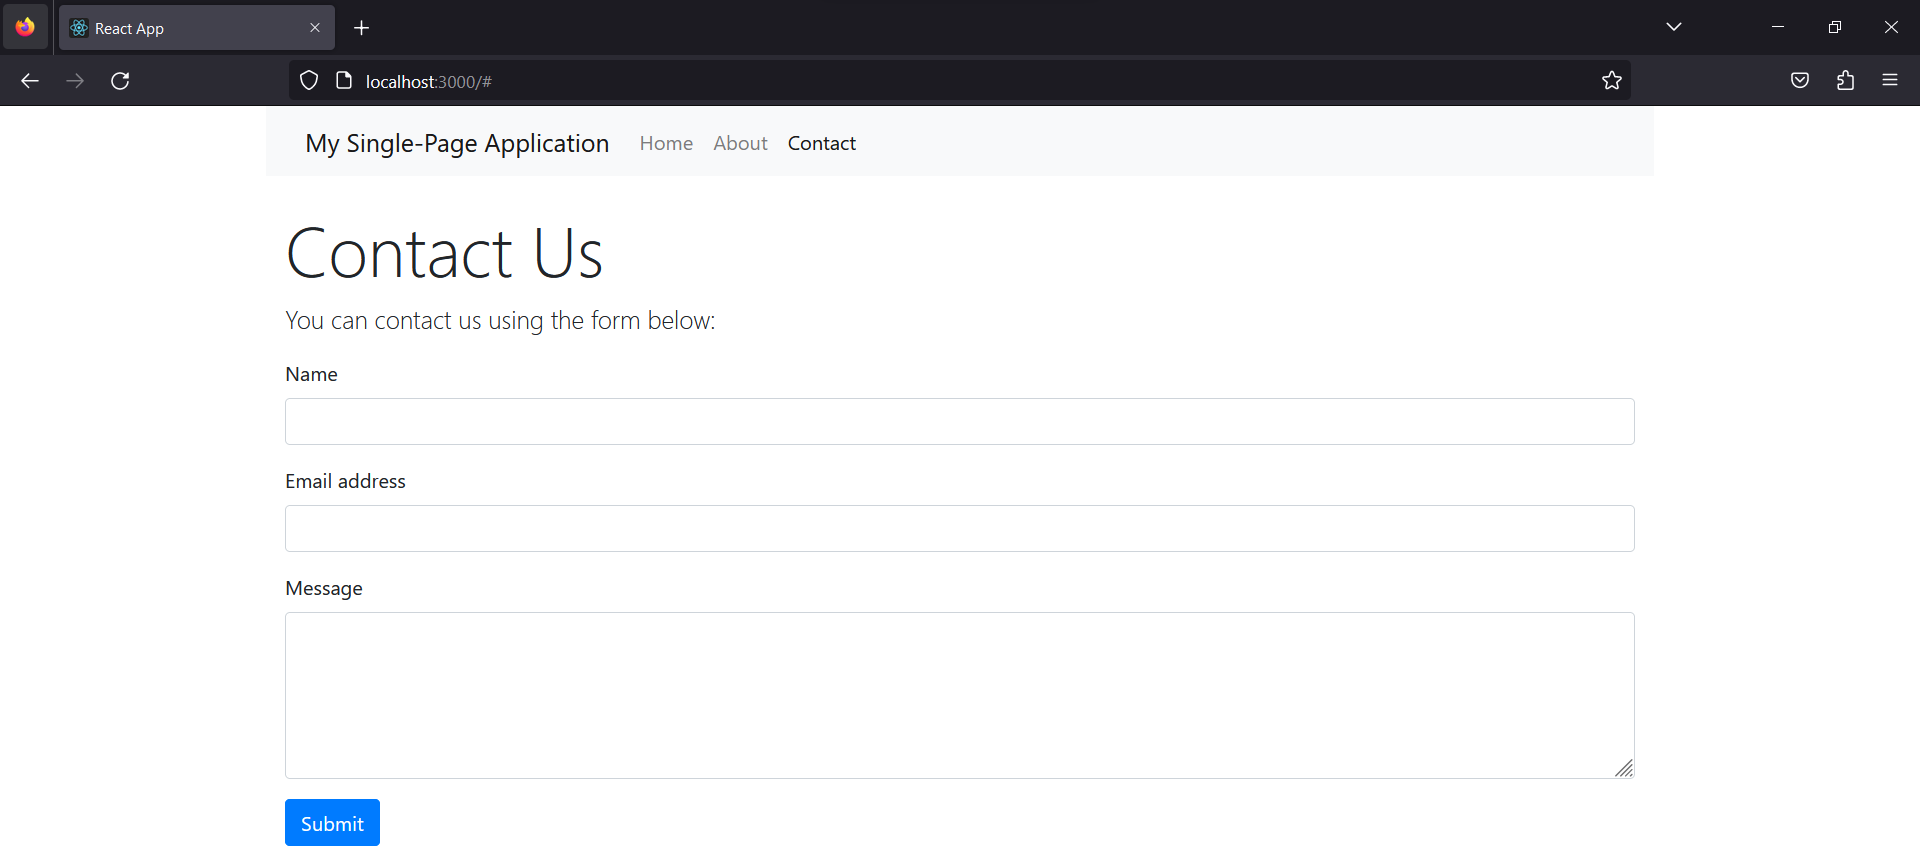 React App
localhost:3000/#
My Single-Page Application Home About Contact
Contact Us
You can contact us using the form below:
Name
Email address
Message
Submit